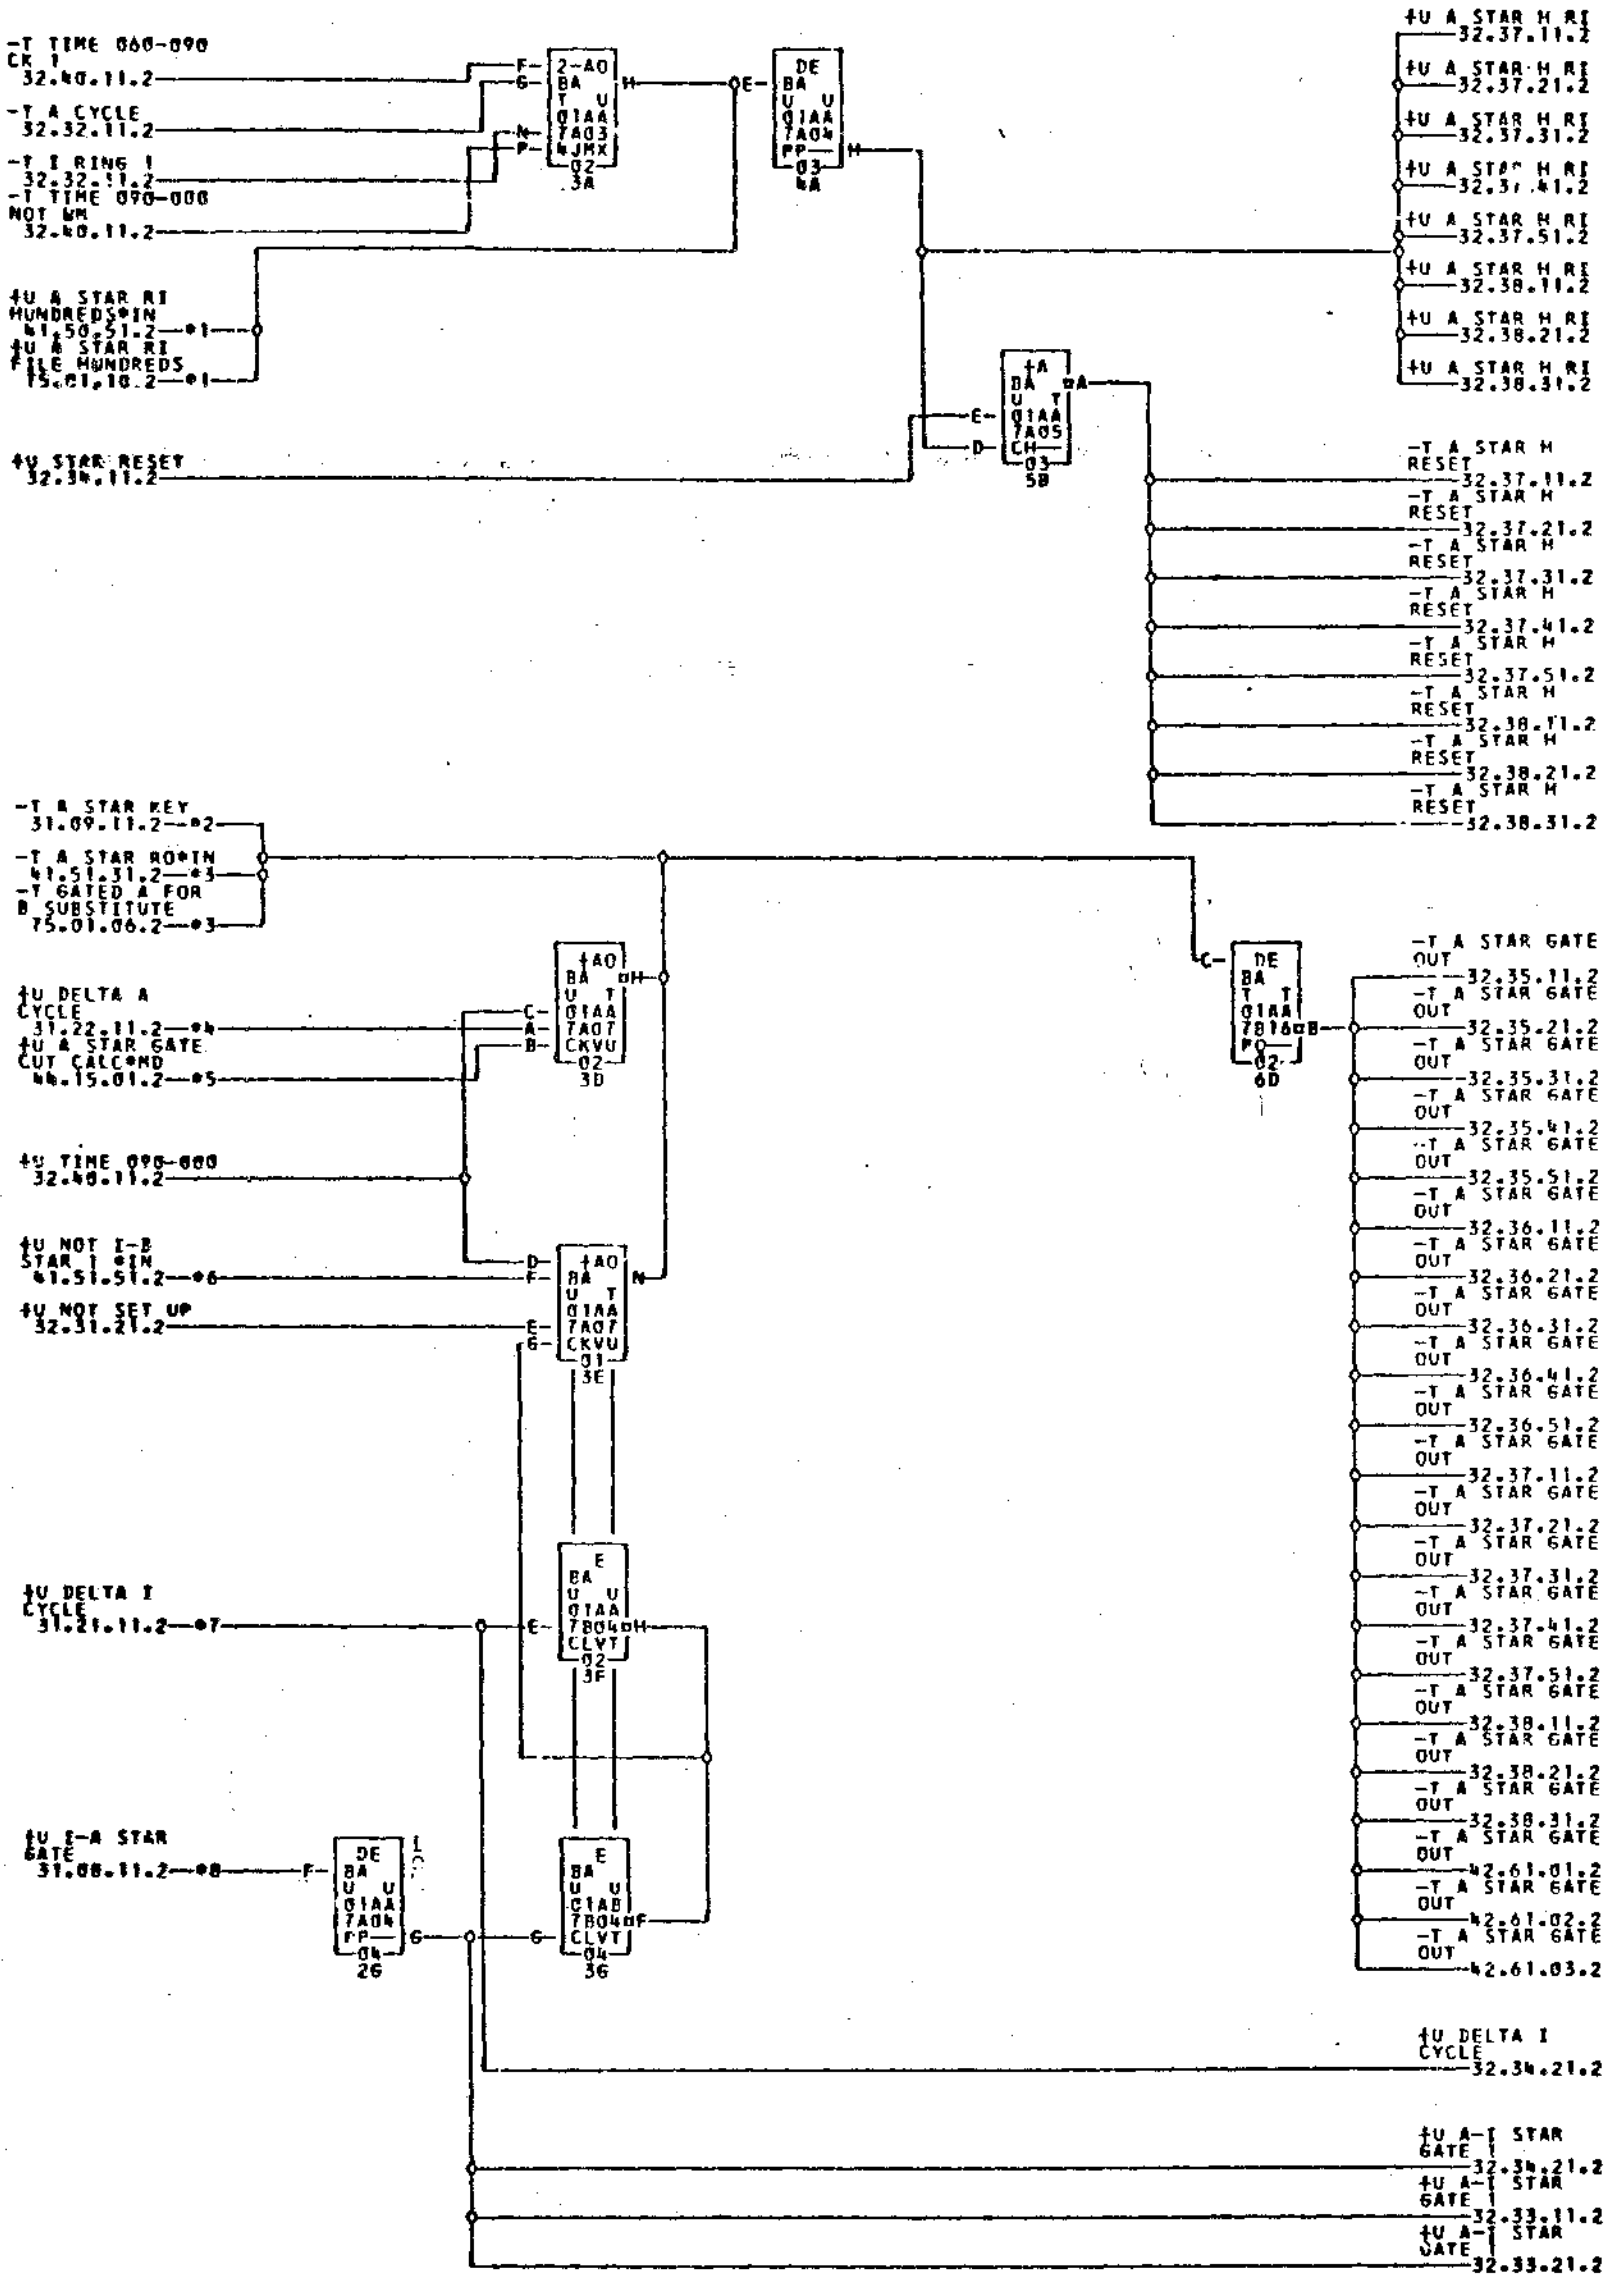 -T TIME 060-090
CK 1
32.40.11.2
-T A CYCLE
32.32.11.2
-T I RING 1
32.32.11.2
-T TIME 090-000
NOT WM
32.40.11.2
+U A STAR RI
HUNDREDS*IN
41.50.51.2—*1
+U A STAR RI
FILE HUNDREDS
75.01.10.2—*1
+U STAR RESET
32.34.11.2
F G N P
2-AO
BA
T U
01AA
7A03
4JMX
02
3A
H
E
DE
BA
U U
01AA
7A04
PP—
03
4A
H
E D
+A
BA
U T
01AA
7A05
CH—
03
5B
A
+U A STAR H RI
32.37.11.2
+U A STAR H RI
32.37.21.2
+U A STAR H RI
32.37.31.2
+U A STAR H RI
32.37.41.2
+U A STAR H RI
32.37.51.2
+U A STAR H RI
32.38.11.2
+U A STAR H RI
32.38.21.2
+U A STAR H RI
32.38.31.2
-T A STAR H
RESET
32.37.11.2
-T A STAR H
RESET
32.37.21.2
-T A STAR H
RESET
32.37.31.2
-T A STAR H
RESET
32.37.41.2
-T A STAR H
RESET
32.37.51.2
-T A STAR H
RESET
32.38.11.2
-T A STAR H
RESET
32.38.21.2
-T A STAR H
RESET
32.38.31.2
-T A STAR KEY
31.09.11.2—*2
-T A STAR RO*IN
41.51.31.2—*3
-T GATED A FOR
B SUBSTITUTE
75.01.06.2—*3
+U DELTA A
CYCLE
31.22.11.2—*4
+U A STAR GATE
OUT CALC*MD
44.15.01.2—*5
+U TIME 090-000
32.40.11.2
+U NOT I-B
STAR 1 *IN
41.51.51.2—*6
+U NOT SET UP
32.31.21.2
+U DELTA I
CYCLE
31.21.11.2—*7
+U I-A STAR
GATE
31.08.11.2—*8
C A B
+AO
BA
U T
01AA
7A07
CKVU
02
3D
H
D F E G
+AO
BA
U T
01AA
7A07
CKVU
01
3E
N
E
E
BA
U U
01AA
7B04
CLVT
02
3F
H
F
DE
BA
U U
01AA
7A04
PP—
04
2G
G
G
E
BA
U U
01AB
7B04
CLVT
04
3G
F
C
DE
BA
T T
01AA
7B16
PQ—
02
6D
B
-T A STAR GATE
OUT
32.35.11.2
-T A STAR GATE
OUT
32.35.21.2
-T A STAR GATE
OUT
32.35.31.2
-T A STAR GATE
OUT
32.35.41.2
-T A STAR GATE
OUT
32.35.51.2
-T A STAR GATE
OUT
32.36.11.2
-T A STAR GATE
OUT
32.36.21.2
-T A STAR GATE
OUT
32.36.31.2
-T A STAR GATE
OUT
32.36.41.2
-T A STAR GATE
OUT
32.36.51.2
-T A STAR GATE
OUT
32.37.11.2
-T A STAR GATE
OUT
32.37.21.2
-T A STAR GATE
OUT
32.37.31.2
-T A STAR GATE
OUT
32.37.41.2
-T A STAR GATE
OUT
32.37.51.2
-T A STAR GATE
OUT
32.38.11.2
-T A STAR GATE
OUT
32.38.21.2
-T A STAR GATE
OUT
32.38.31.2
-T A STAR GATE
OUT
42.61.01.2
-T A STAR GATE
OUT
42.61.02.2
-T A STAR GATE
OUT
42.61.03.2
+U DELTA I
CYCLE
32.34.21.2
+U A-I STAR
GATE 1
32.34.21.2
+U A-I STAR
GATE 1
32.33.11.2
+U A-I STAR
GATE 1
32.33.21.2